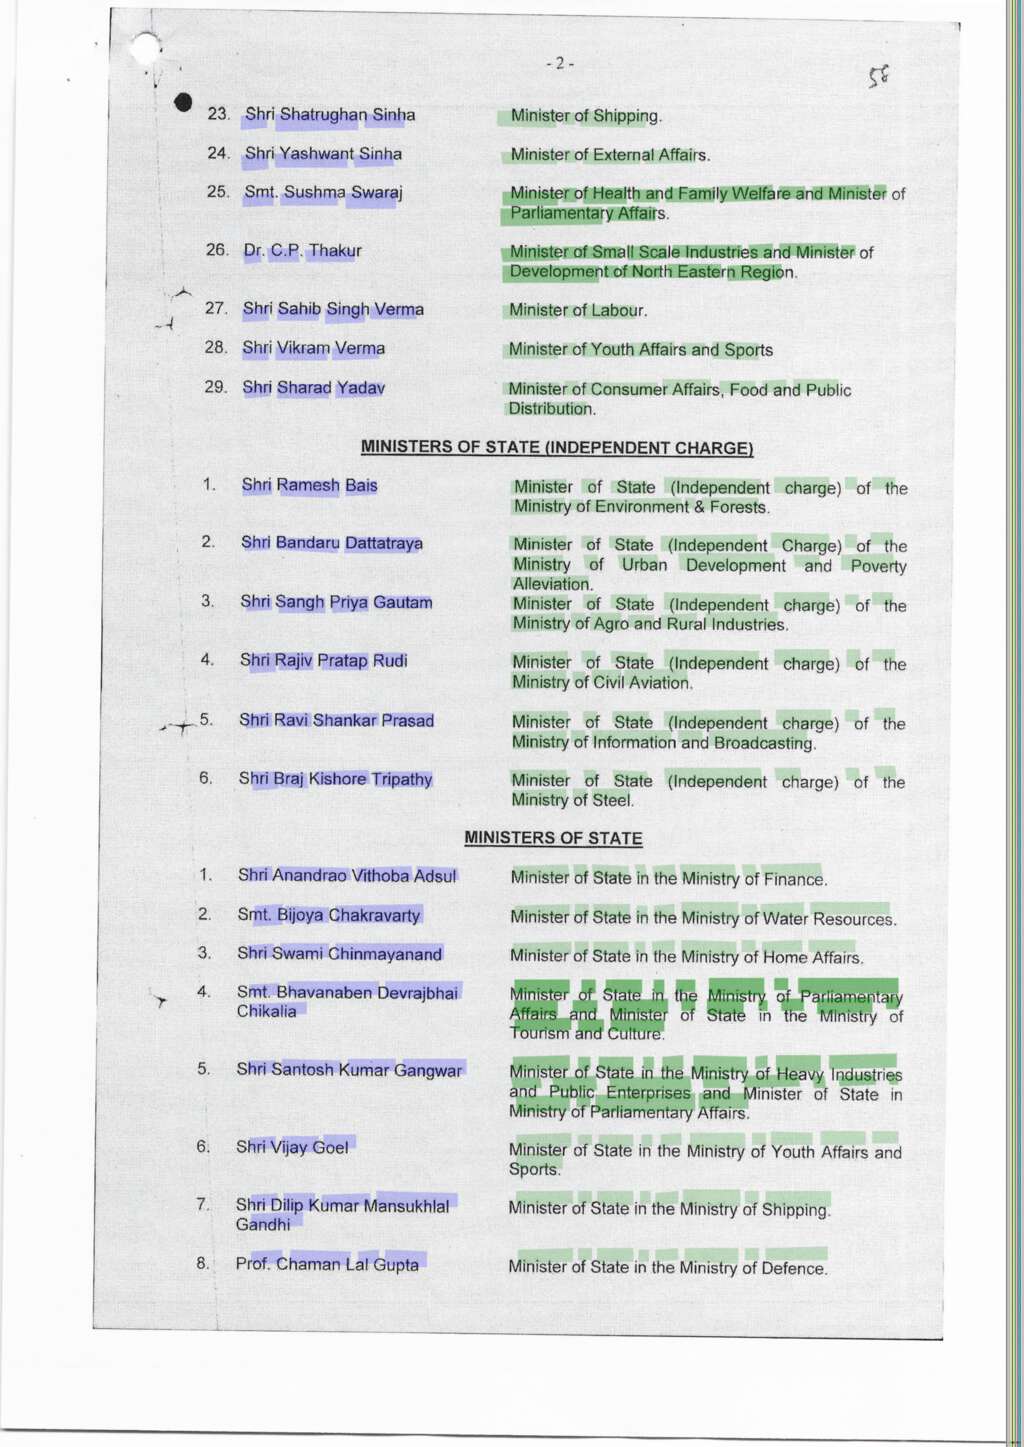 - 2 -
58
23. Shri Shatrughan Sinha Minister of Shipping.
24. Shri Yashwant Sinha Minister of External Affairs.
25. Smt. Sushma Swaraj Minister of Health and Family Welfare and Minister of
Parliamentary Affairs.
26. Dr. C.P. Thakur Minister of Small Scale Industries and Minister of
Development of North Eastern Region.
27. Shri Sahib Singh Verma Minister of Labour.
28. Shri Vikram Verma Minister of Youth Affairs and Sports
29. Shri Sharad Yadav Minister of Consumer Affairs, Food and Public
Distribution.
MINISTERS OF STATE (INDEPENDENT CHARGE)
1. Shri Ramesh Bais Minister of State (Independent charge) of the
Ministry of Environment & Forests.
2. Shri Bandaru Dattatraya Minister of State (Independent Charge) of the
Ministry of Urban Development and Poverty
Alleviation.
3. Shri Sangh Priya Gautam Minister of State (Independent charge) of the
Ministry of Agro and Rural Industries.
4. Shri Rajiv Pratap Rudi Minister of State (Independent charge) of the
Ministry of Civil Aviation.
5. Shri Ravi Shankar Prasad Minister of State (Independent charge) of the
Ministry of Information and Broadcasting.
6. Shri Braj Kishore Tripathy Minister of State (Independent charge) of the
Ministry of Steel.
MINISTERS OF STATE
1. Shri Anandrao Vithoba Adsul Minister of State in the Ministry of Finance.
2. Smt. Bijoya Chakravarty Minister of State in the Ministry of Water Resources.
3. Shri Swami Chinmayanand Minister of State in the Ministry of Home Affairs.
4. Smt. Bhavanaben Devrajbhai Minister of State in the Ministry of Parliamentary
Chikalia Affairs and Minister of State in the Ministry of
Tourism and Culture.
5. Shri Santosh Kumar Gangwar Minister of State in the Ministry of Heavy Industries
and Public Enterprises and Minister of State in
Ministry of Parliamentary Affairs.
6. Shri Vijay Goel Minister of State in the Ministry of Youth Affairs and
Sports.
7. Shri Dilip Kumar Mansukhlal Minister of State in the Ministry of Shipping.
Gandhi
8. Prof. Chaman Lal Gupta Minister of State in the Ministry of Defence.